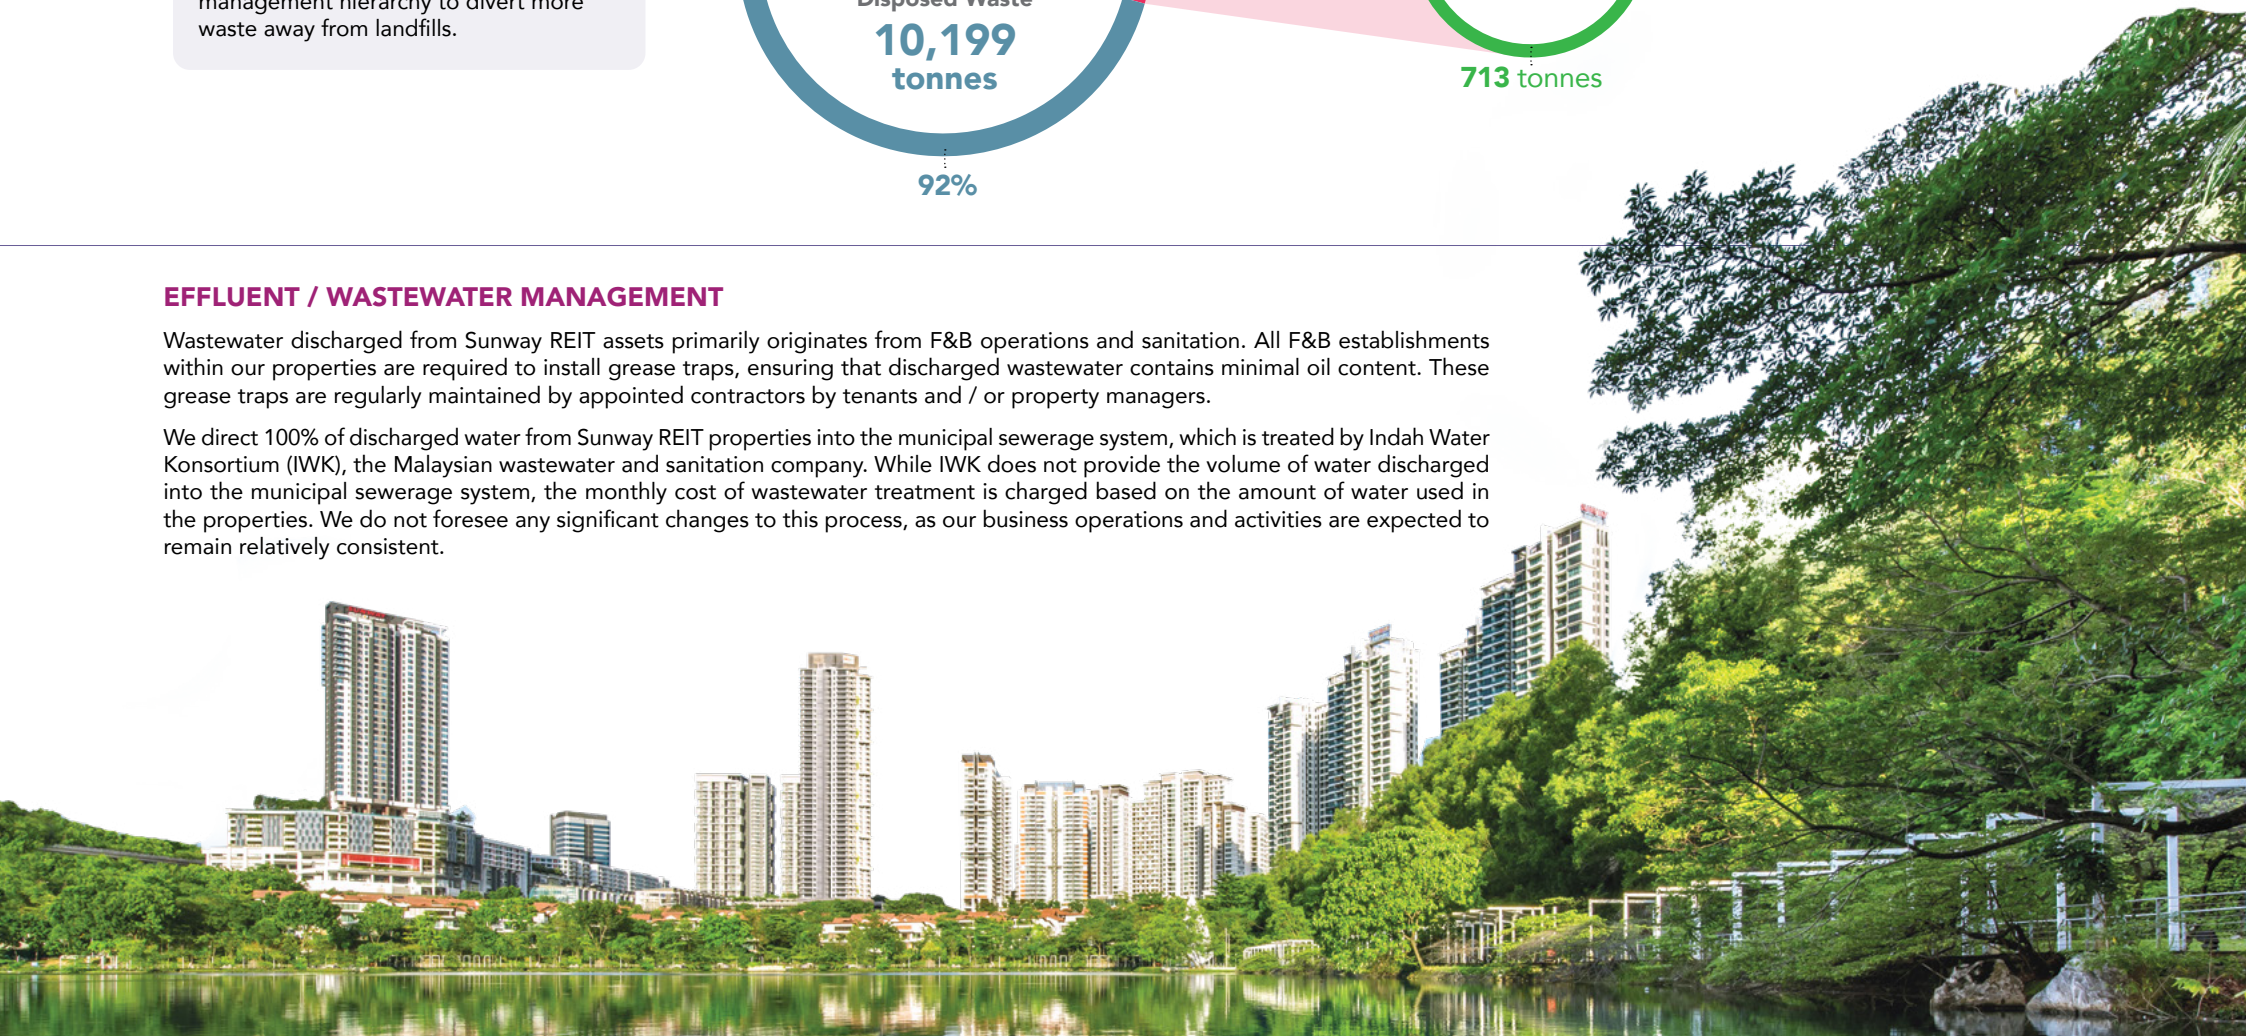 management hierarchy to divert more
waste away from landfills.
Disposed Waste
10,199
tonnes
92%
713 tonnes
EFFLUENT / WASTEWATER MANAGEMENT
Wastewater discharged from Sunway REIT assets primarily originates from F&B operations and sanitation. All F&B establishments
within our properties are required to install grease traps, ensuring that discharged wastewater contains minimal oil content. These
grease traps are regularly maintained by appointed contractors by tenants and / or property managers.
We direct 100% of discharged water from Sunway REIT properties into the municipal sewerage system, which is treated by Indah Water
Konsortium (IWK), the Malaysian wastewater and sanitation company. While IWK does not provide the volume of water discharged
into the municipal sewerage system, the monthly cost of wastewater treatment is charged based on the amount of water used in
the properties. We do not foresee any significant changes to this process, as our business operations and activities are expected to
remain relatively consistent.